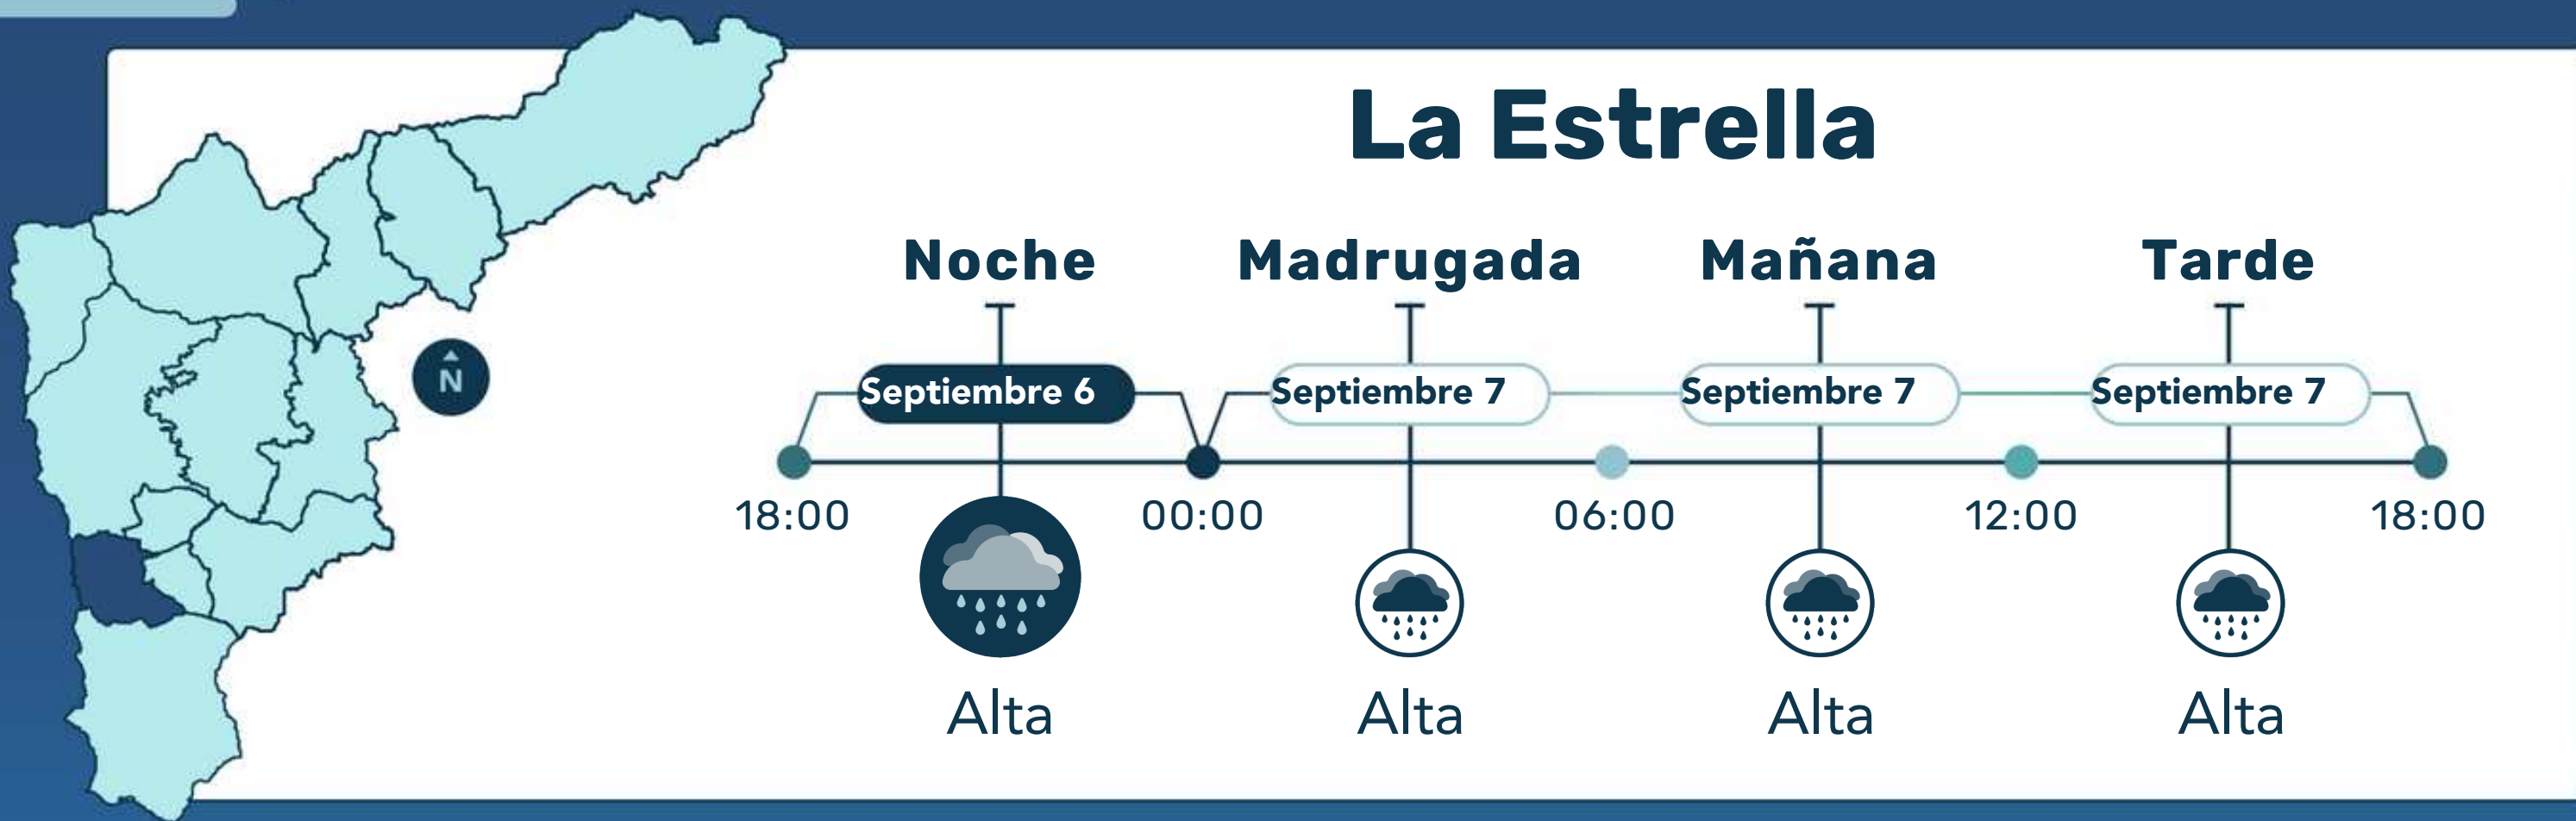 La Estrella
Noche Madrugada Mañana Tarde
N
Septiembre 6 Septiembre 7 Septiembre 7 Septiembre 7
18:00 00:00 06:00 12:00 18:00
Alta Alta Alta Alta